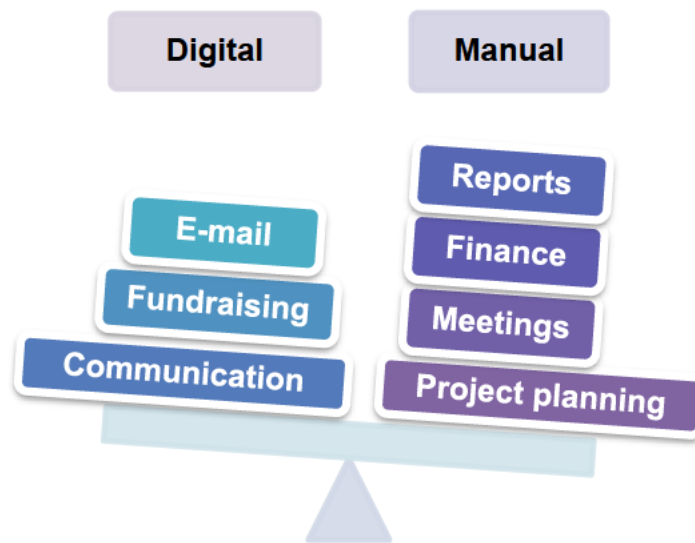 Digital
Manual
E-mail
Fundraising
Communication
Reports
Finance
Meetings
Project planning